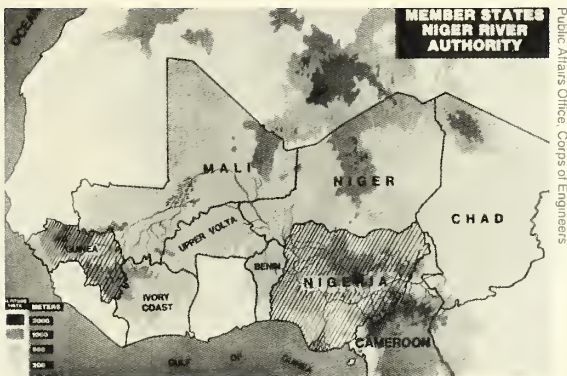 MEMBER STATES
NIGER RIVER
AUTHORITY
OCEAN
MALI
NIGER
CHAD
GUINEA
UPPER VOLTA
BENIN
NIGERIA
IVORY
COAST
CAMEROON
GULF OF GUINEA
METERS
2000
1000
500
200
Public Affairs Office, Corps of Engineers